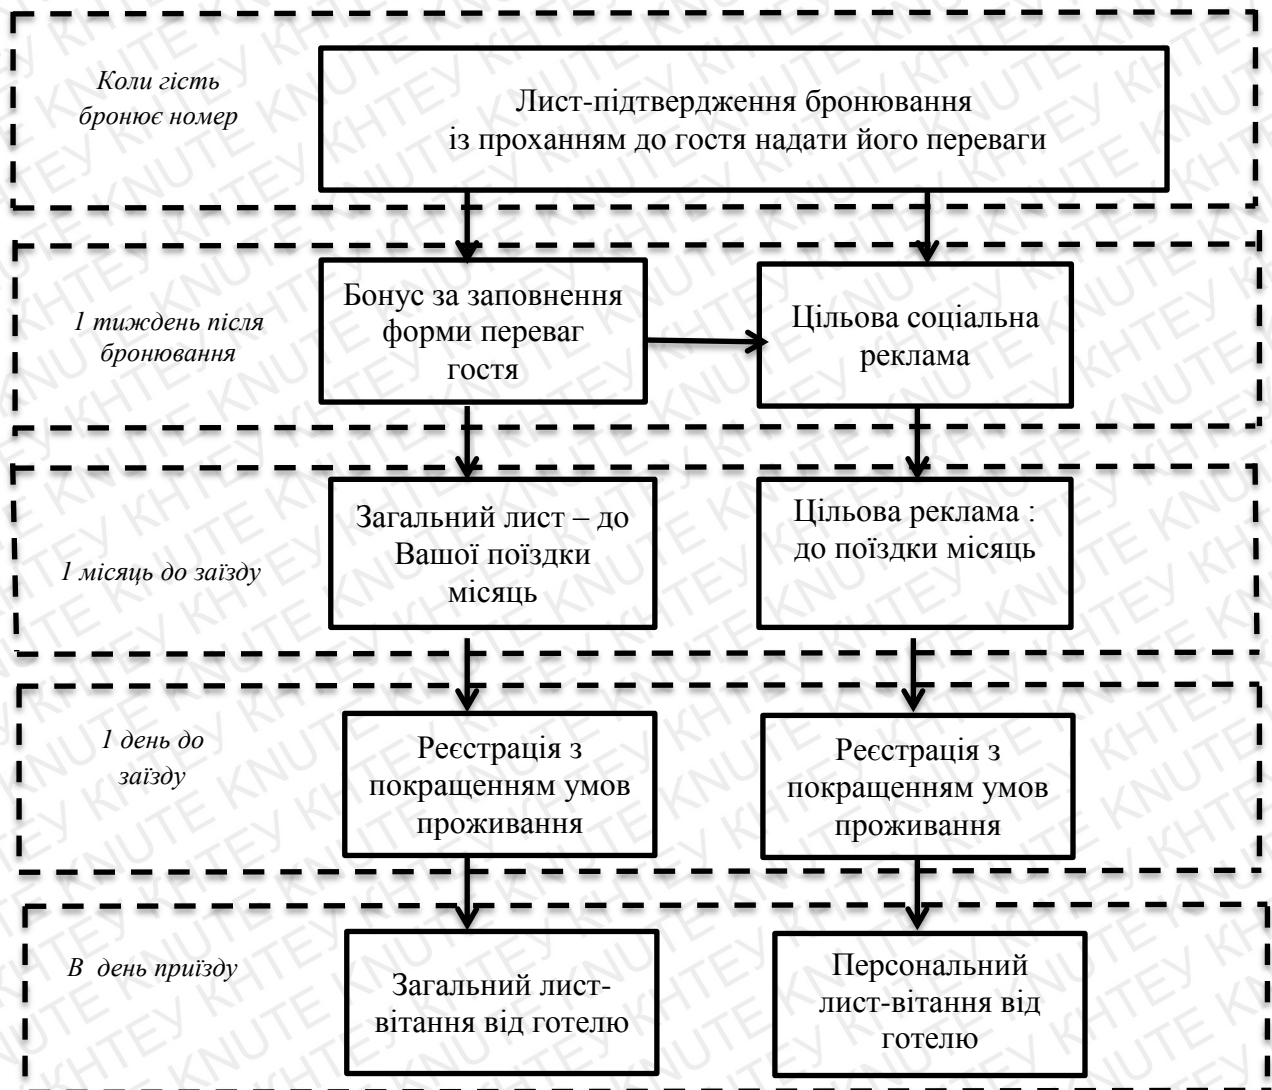 Коли гість
бронює номер
Лист-підтвердження бронювання
із проханням до гостя надати його переваги
1 тиждень після
бронювання
Бонус за заповнення
форми переваг
гостя
Цільова соціальна
реклама
1 місяць до заїзду
Загальний лист – до
Вашої поїздки
місяць
Цільова реклама :
до поїздки місяць
1 день до
заїзду
Реєстрація з
покращенням умов
проживання
Реєстрація з
покращенням умов
проживання
В день приїзду
Загальний лист-
вітання від готелю
Персональний
лист-вітання від
готелю